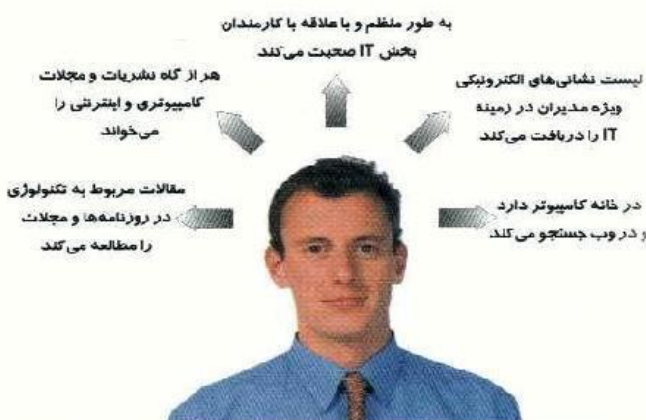 به طور منظم و با علاقه با کارمندان
بخش IT صحبت می‌کند
لیست نشانی‌های الکترونیکی
ویژه مدیران در زمینه
IT را دریافت می‌کند
هر از گاه نشریات و مجلات
کامپیوتری و اینترنتی را
می‌خواند
در خانه کامپیوتر دارد
و در وب جستجو می‌کند
مقالات مربوط به تکنولوژی
در روزنامه‌ها و مجلات
را مطالعه می‌کند